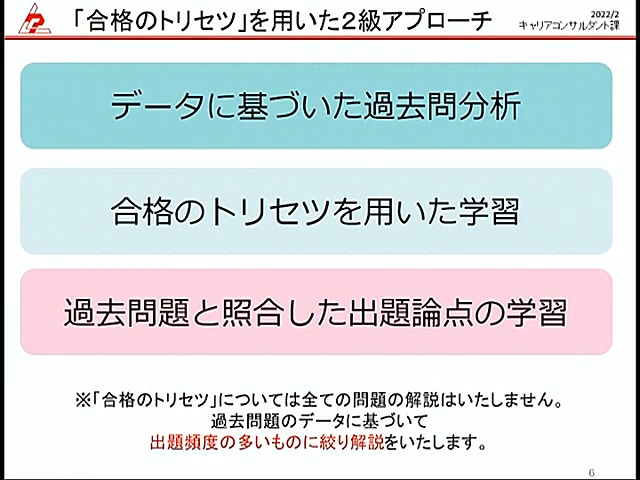 「合格のトリセツ」を用いた２級アプローチ
2022/2
キャリアコンサルタント課
データに基づいた過去問分析
合格のトリセツを用いた学習
過去問題と照合した出題論点の学習
※「合格のトリセツ」については全ての問題の解説はいたしません。
過去問題のデータに基づいて
出題頻度の多いものに絞り解説をいたします。
6